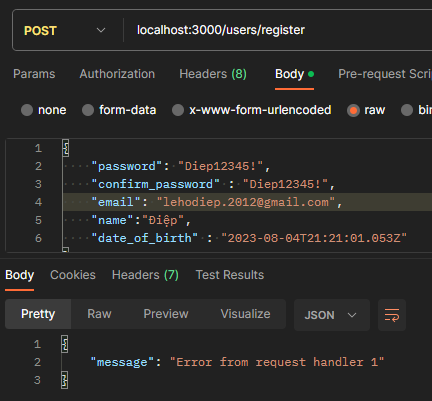 POST localhost:3000/users/register
Params Authorization Headers (8) Body Pre-request Scri
none form-data x-www-form-urlencoded raw bin
1 {
2 "password": "Diep12345!",
3 "confirm_password" : "Diep12345!",
4 "email": "lehodiep.2012@gmail.com",
5 "name":"Điệp",
6 "date_of_birth" : "2023-08-04T21:21:01.053Z"
Body Cookies Headers (7) Test Results
Pretty Raw Preview Visualize JSON
1 {
2 "message": "Error from request handler 1"
3 }